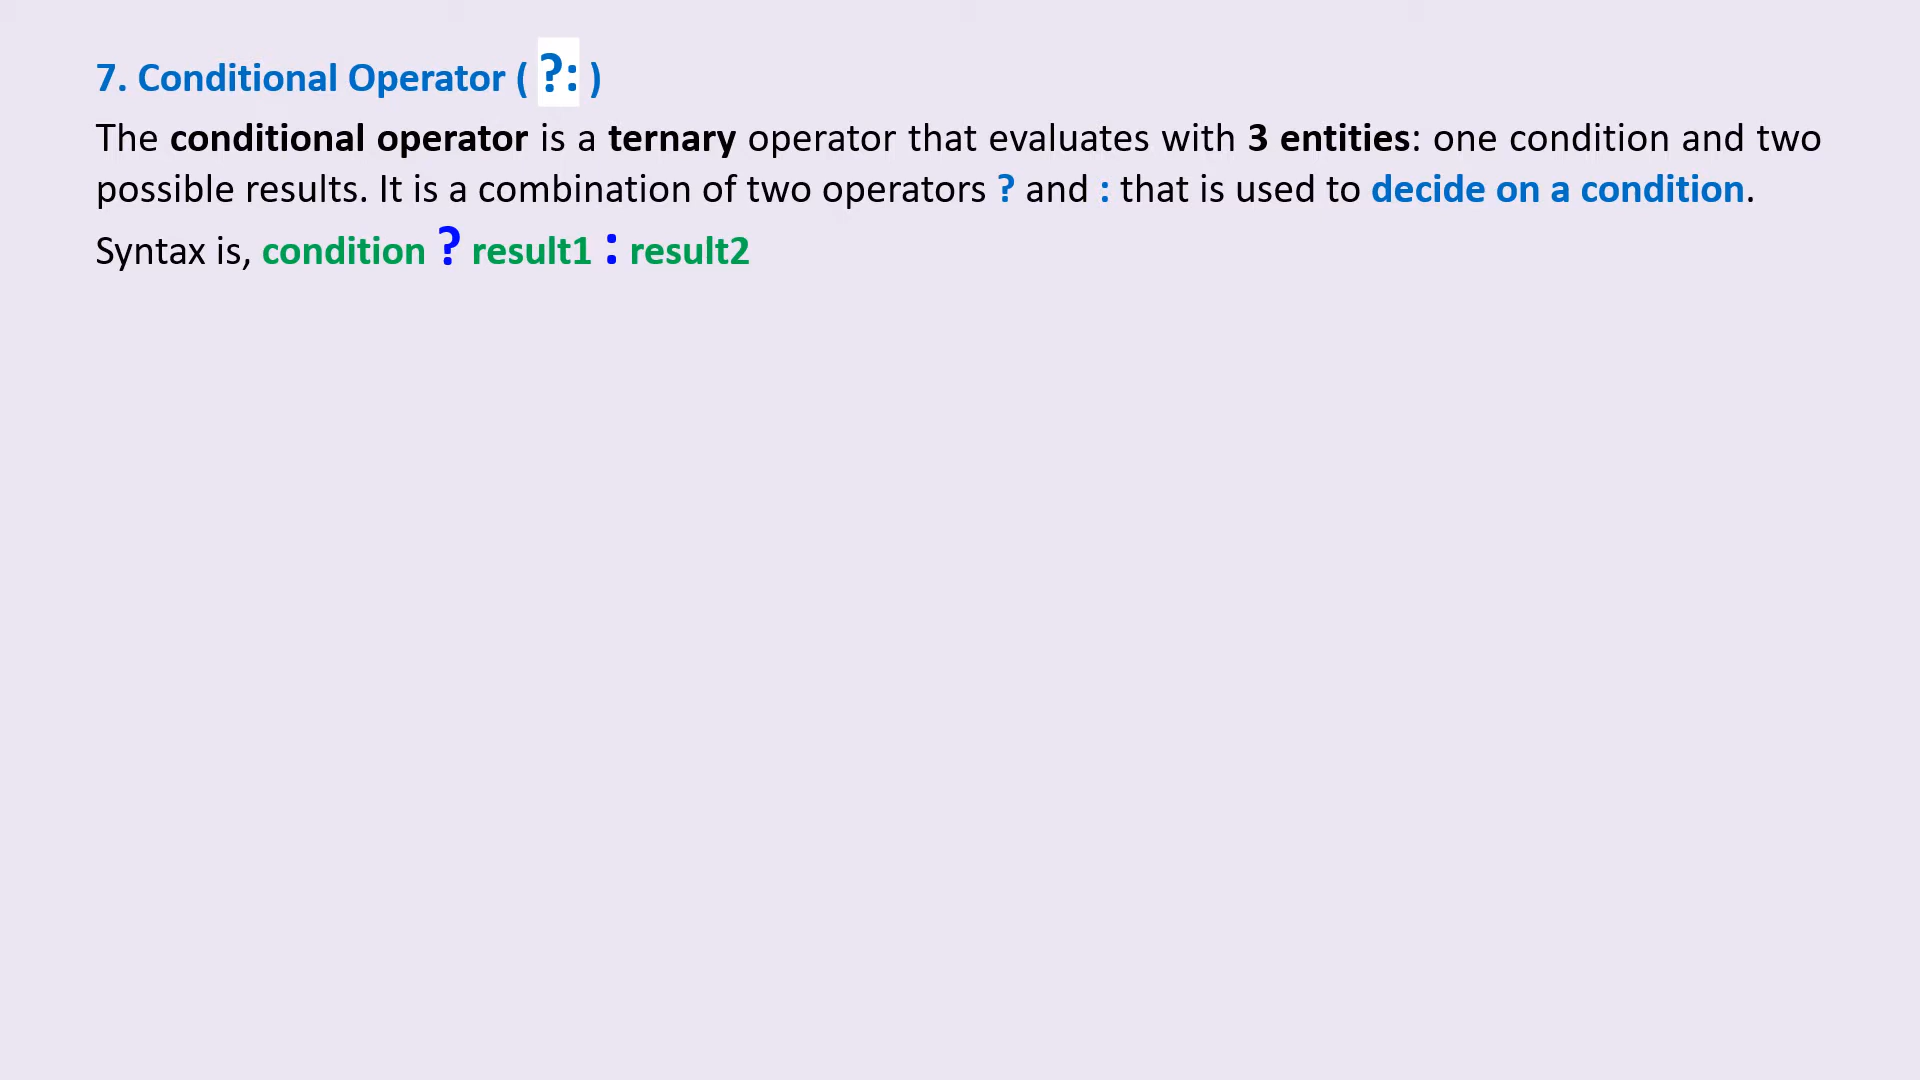 7. Conditional Operator ( ?: )
The conditional operator is a ternary operator that evaluates with 3 entities: one condition and two
possible results. It is a combination of two operators ? and : that is used to decide on a condition.
Syntax is, condition ? result1 : result2